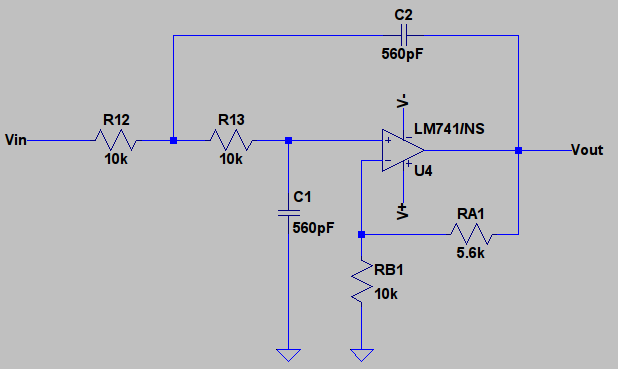 C2
560pF
R12
10k
R13
10k
Vin
V-
LM741/NS
+
-
-
+
U4
Vout
C1
560pF
V+
RA1
5.6k
RB1
10k